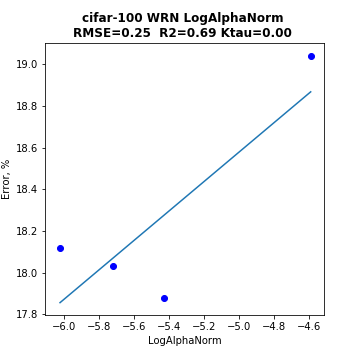 cifar-100 WRN LogAlphaNorm
RMSE=0.25  R2=0.69 Ktau=0.00
19.0
18.8
18.6
18.4
18.2
18.0
17.8
Error, %
−6.0 −5.8 −5.6 −5.4 −5.2 −5.0 −4.8 −4.6
LogAlphaNorm